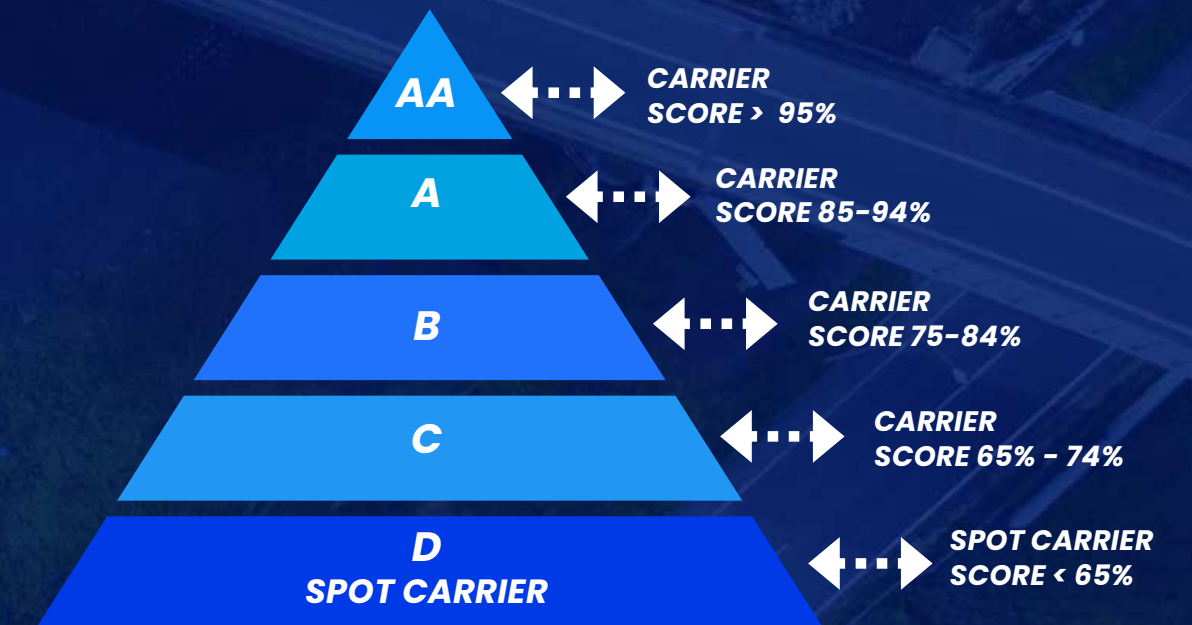 AA
CARRIER
SCORE > 95%
A
CARRIER
SCORE 85-94%
B
CARRIER
SCORE 75-84%
C
CARRIER
SCORE 65% - 74%
D
SPOT CARRIER
SPOT CARRIER
SCORE < 65%